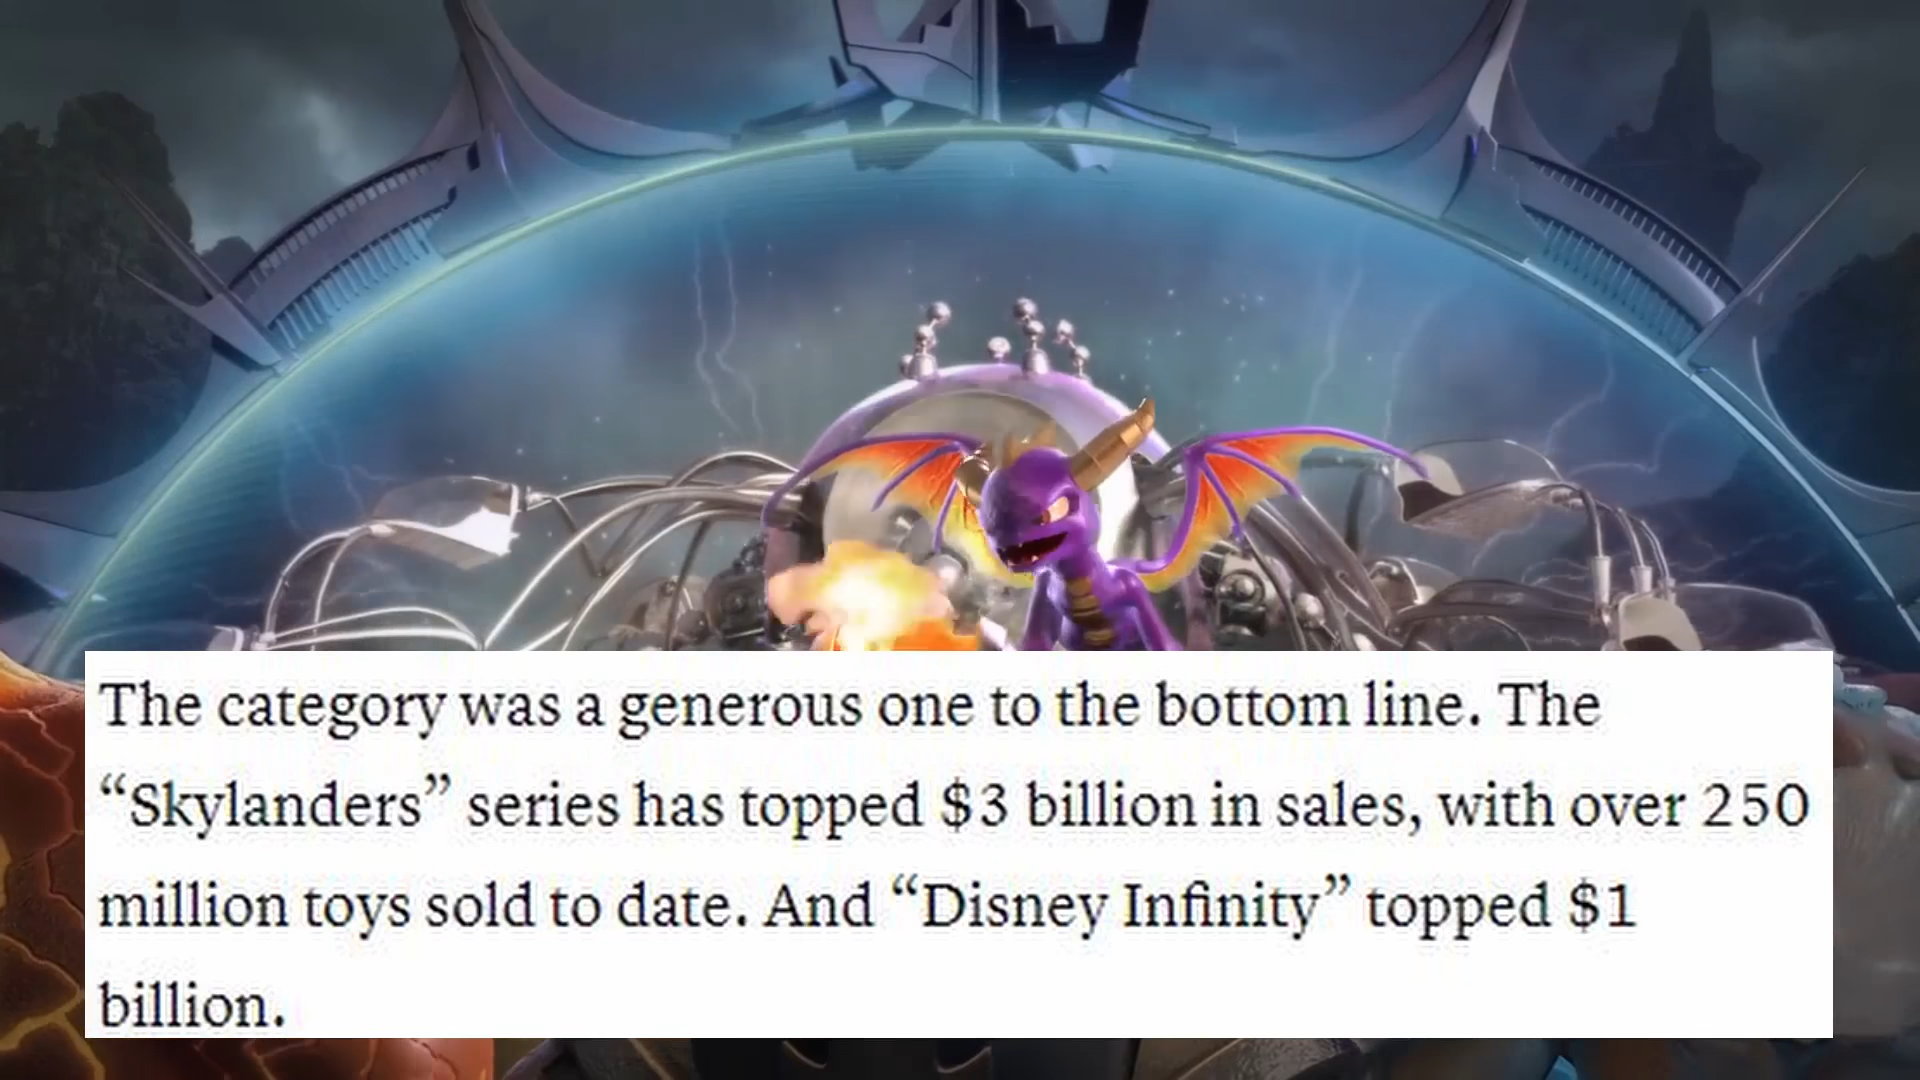 The category was a generous one to the bottom line. The
“Skylanders” series has topped $3 billion in sales, with over 250
million toys sold to date. And “Disney Infinity” topped $1
billion.